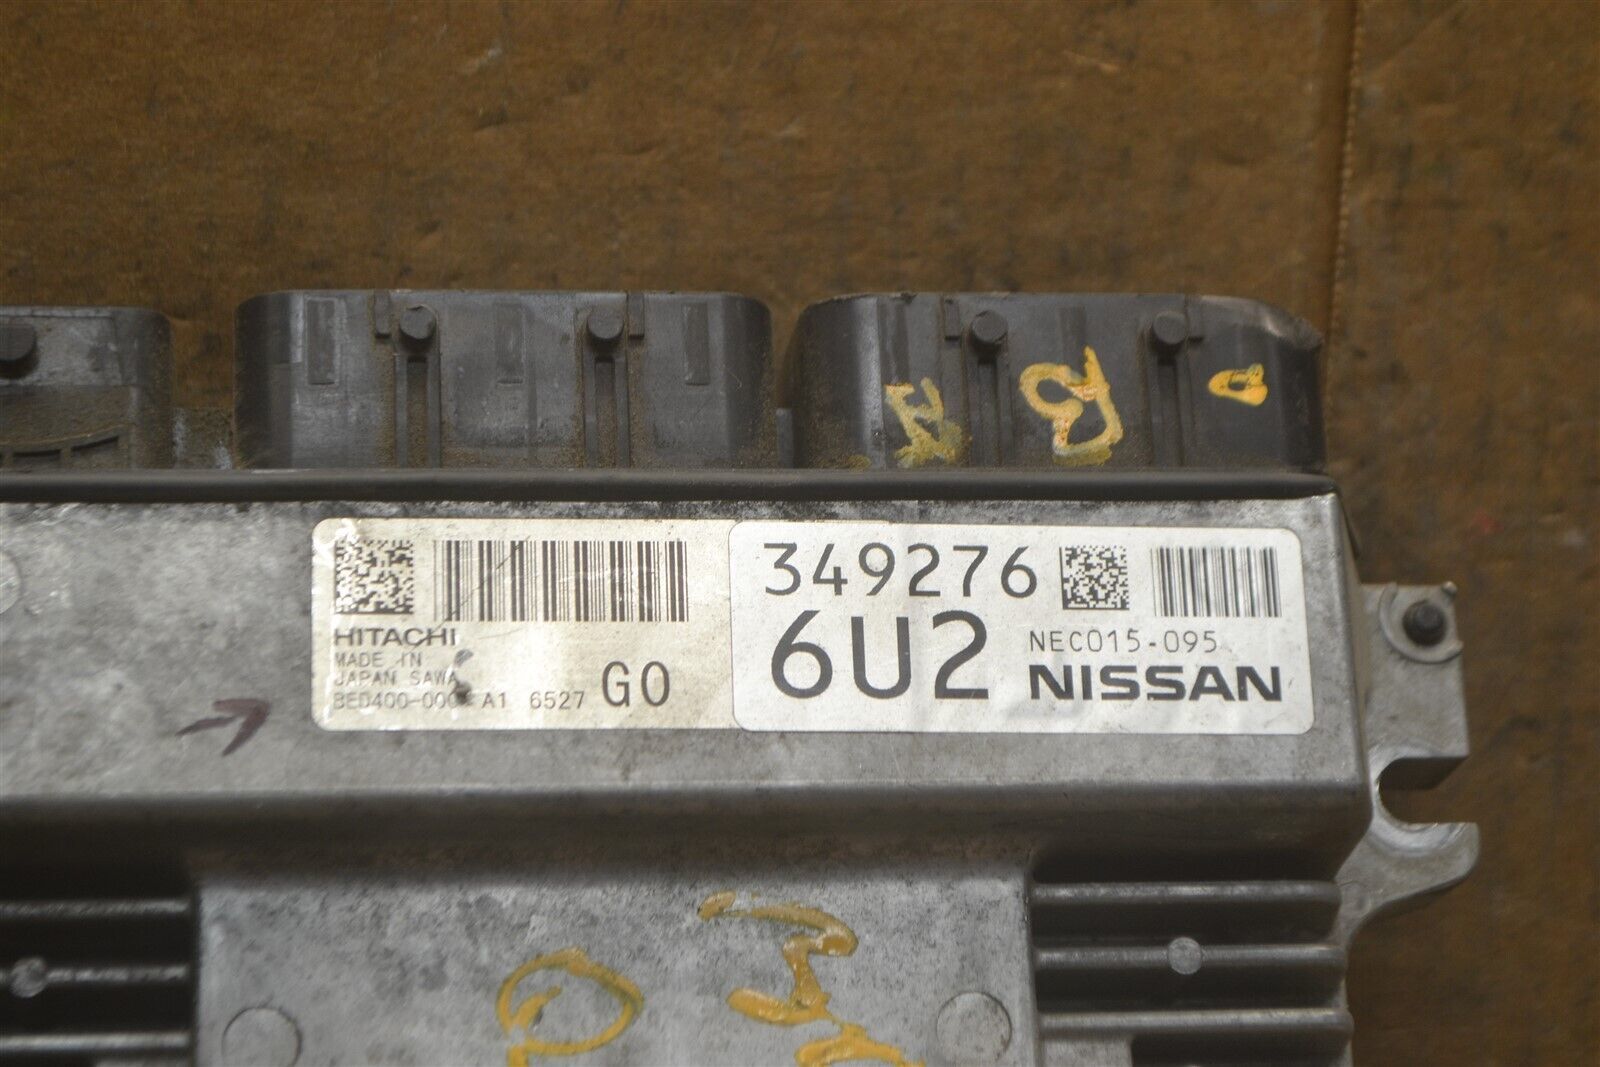 HITACHI
MADE IN
JAPAN SAWA
A1 6527 G0
349276
6U2
NEC015-095
NISSAN